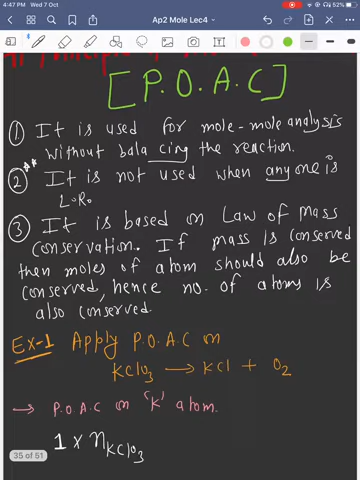 4:47 PM Wed 7 Oct
Ap2 Mole Lec4
52%
[P.O.A.C]
① It is used for mole-mole analysis
without bala cing the reaction.
②** It is not used when any one is
L.R.
③ It is based on Law of Mass
conservation. If mass is conserved
then moles of atom should also be
conserved, hence no. of atoms is
also conserved.
Ex-1 Apply P.O.A.C on
KClO₃ → KCl + O₂
→ P.O.A.C on 'K' atom.
1 × n KClO₃
35 of 51